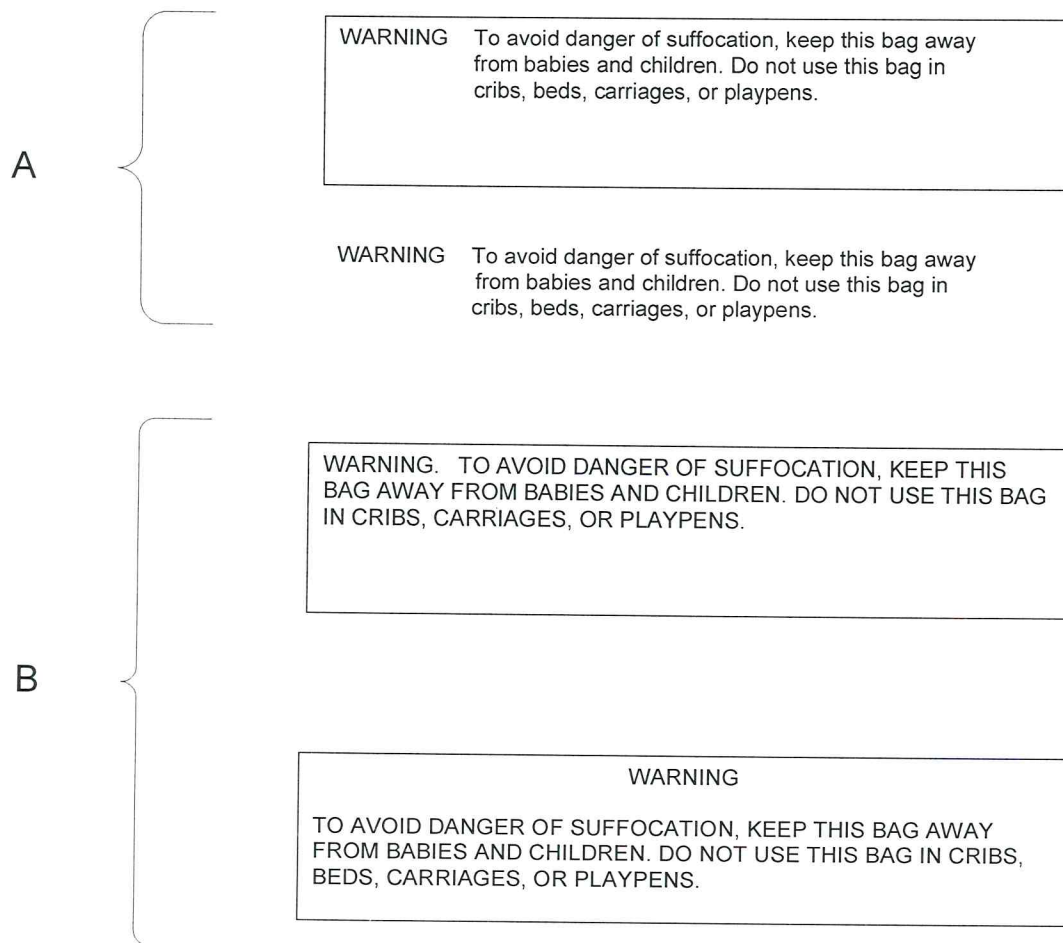 A
WARNING To avoid danger of suffocation, keep this bag away
from babies and children. Do not use this bag in
cribs, beds, carriages, or playpens.
WARNING To avoid danger of suffocation, keep this bag away
from babies and children. Do not use this bag in
cribs, beds, carriages, or playpens.
B
WARNING. TO AVOID DANGER OF SUFFOCATION, KEEP THIS
BAG AWAY FROM BABIES AND CHILDREN. DO NOT USE THIS BAG
IN CRIBS, CARRIAGES, OR PLAYPENS.
WARNING
TO AVOID DANGER OF SUFFOCATION, KEEP THIS BAG AWAY
FROM BABIES AND CHILDREN. DO NOT USE THIS BAG IN CRIBS,
BEDS, CARRIAGES, OR PLAYPENS.